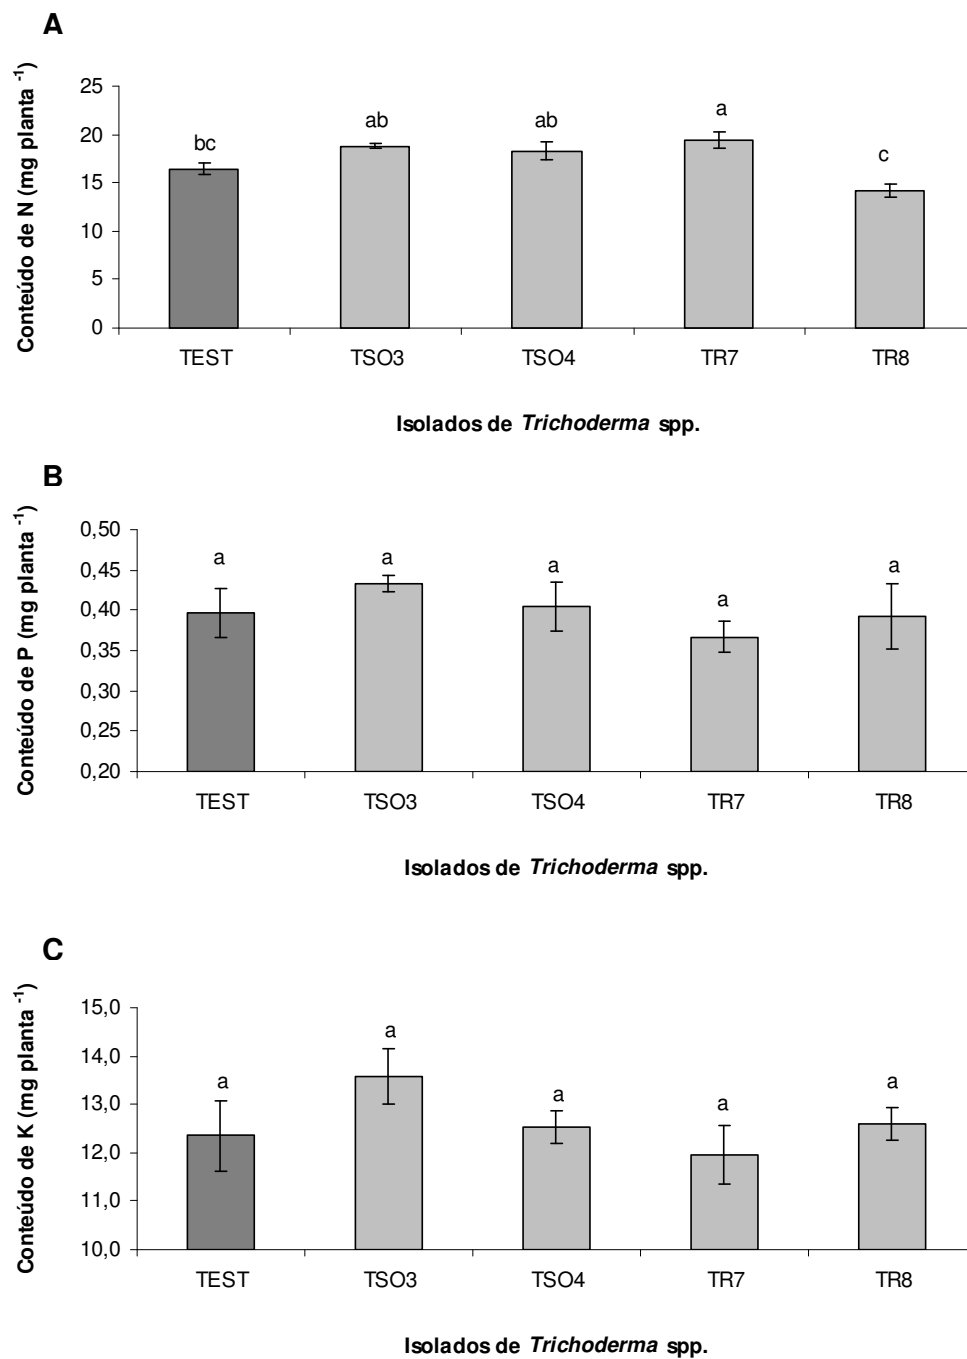 A
Conteúdo de N (mg planta -1)
25
20
15
10
5
0
bc
ab
ab
a
c
TEST TSO3 TSO4 TR7 TR8
Isolados de Trichoderma spp.
B
Conteúdo de P (mg planta -1)
0,50
0,45
0,40
0,35
0,30
0,25
0,20
a
a
a
a
a
TEST TSO3 TSO4 TR7 TR8
Isolados de Trichoderma spp.
C
Conteúdo de K (mg planta -1)
15,0
14,0
13,0
12,0
11,0
10,0
a
a
a
a
a
TEST TSO3 TSO4 TR7 TR8
Isolados de Trichoderma spp.